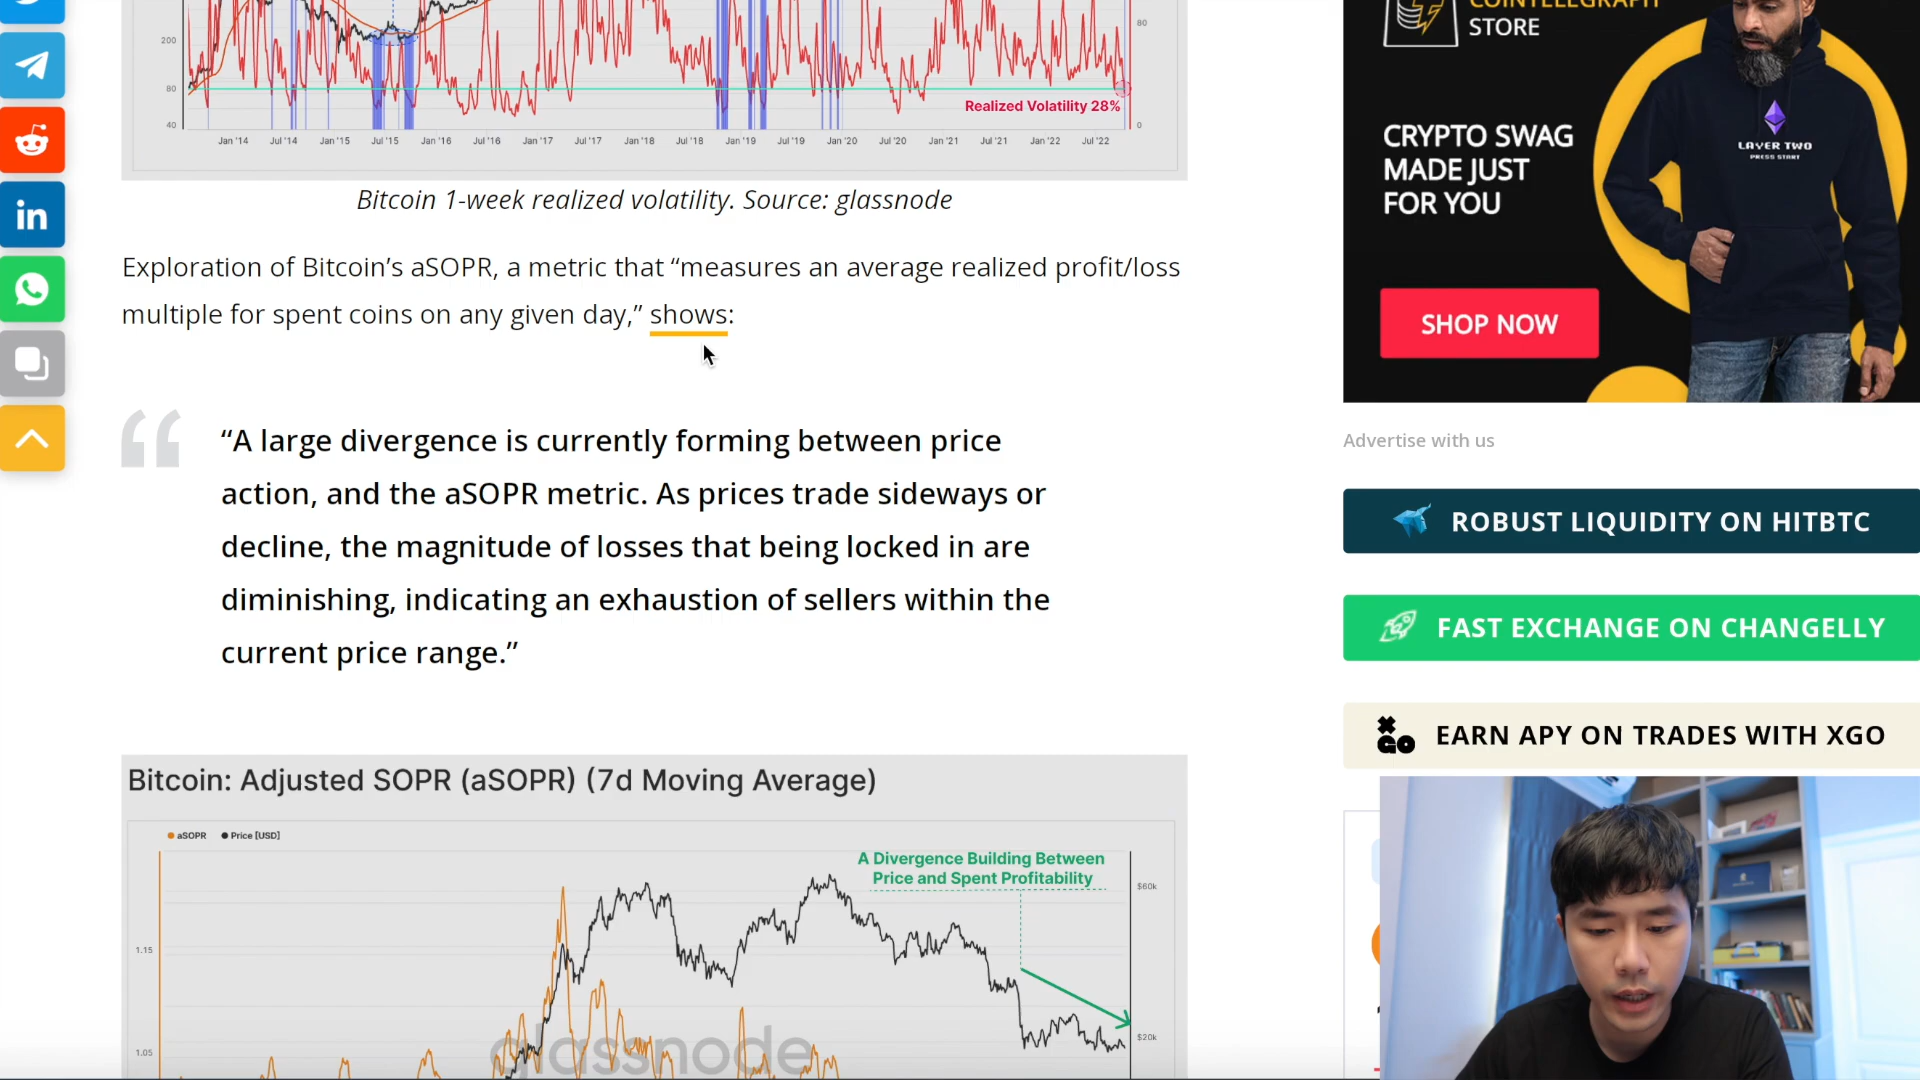 COINTELEGRAPH
STORE
200
80
40
80
0
Realized Volatility 28%
Jan '14 Jul '14 Jan '15 Jul '15 Jan '16 Jul '16 Jan '17 Jul '17 Jan '18 Jul '18 Jan '19 Jul '19 Jan '20 Jul '20 Jan '21 Jul '21 Jan '22 Jul '22
Bitcoin 1-week realized volatility. Source: glassnode
Exploration of Bitcoin’s aSOPR, a metric that “measures an average realized profit/loss
multiple for spent coins on any given day,” shows:
“A large divergence is currently forming between price
action, and the aSOPR metric. As prices trade sideways or
decline, the magnitude of losses that being locked in are
diminishing, indicating an exhaustion of sellers within the
current price range.”
Bitcoin: Adjusted SOPR (aSOPR) (7d Moving Average)
aSOPR Price [USD]
A Divergence Building Between
Price and Spent Profitability
$60k
1.15
$20k
1.05
glassnode
in
CRYPTO SWAG
MADE JUST
FOR YOU
LAYER TWO
PRESS START
SHOP NOW
Advertise with us
ROBUST LIQUIDITY ON HITBTC
FAST EXCHANGE ON CHANGELLY
EARN APY ON TRADES WITH XGO